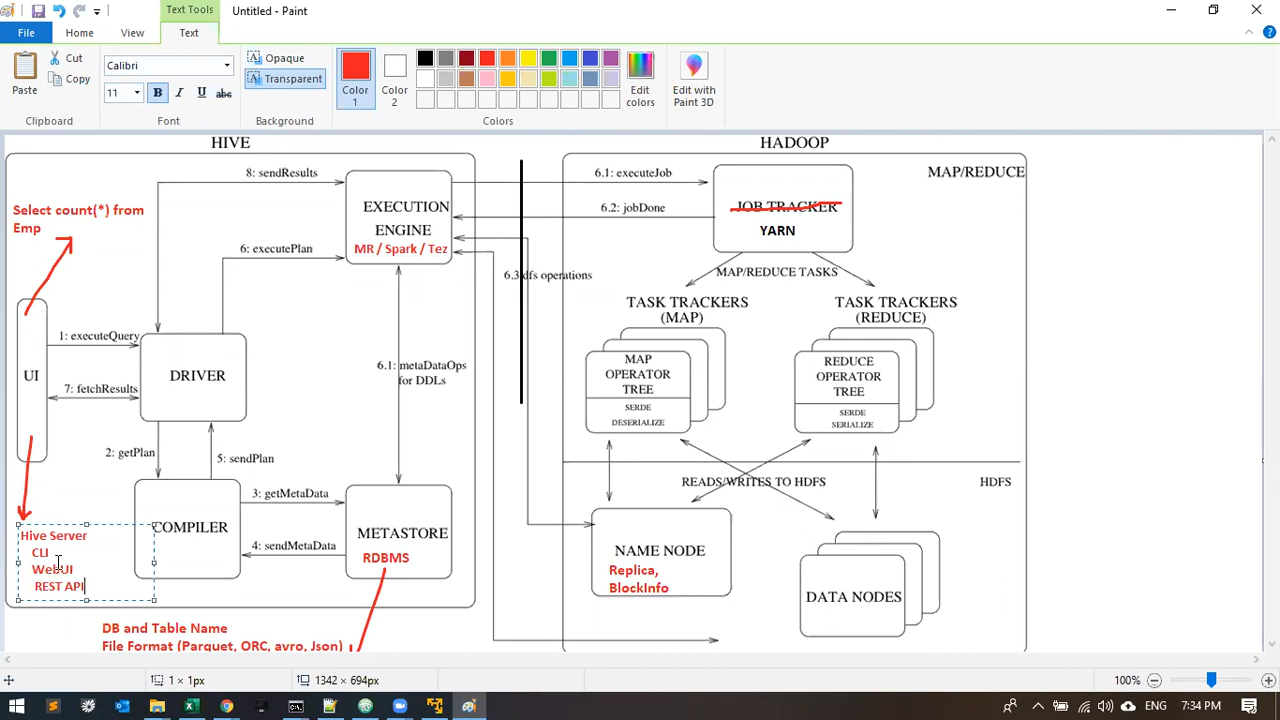 Text Tools
Untitled - Paint
File
Home
View
Text
Paste
Cut
Copy
Clipboard
Calibri
11
B
I
U
abc
Font
Opaque
Transparent
Background
Color 1
Color 2
Edit colors
Colors
Edit with Paint 3D
HIVE
HADOOP
8: sendResults
Select count(*) from
Emp
EXECUTION
ENGINE
MR / Spark / Tez
6: executePlan
6.1: executeJob
6.2: jobDone
6.3 dfs operations
JOB TRACKER
YARN
MAP/REDUCE
MAP/REDUCE TASKS
TASK TRACKERS
(MAP)
TASK TRACKERS
(REDUCE)
UI
1: executeQuery
7: fetchResults
DRIVER
6.1: metaDataOps
for DDLs
MAP
OPERATOR
TREE
SERDE
DESERIALIZE
REDUCE
OPERATOR
TREE
SERDE
SERIALIZE
2: getPlan
5: sendPlan
READS/WRITES TO HDFS
HDFS
COMPILER
3: getMetaData
4: sendMetaData
METASTORE
RDBMS
Hive Server
CLI
WebUI
REST API
NAME NODE
Replica,
BlockInfo
DATA NODES
DB and Table Name
File Format (Parquet, ORC, avro, Json)
1 × 1px
1342 × 694px
100%
ENG
7:34 PM